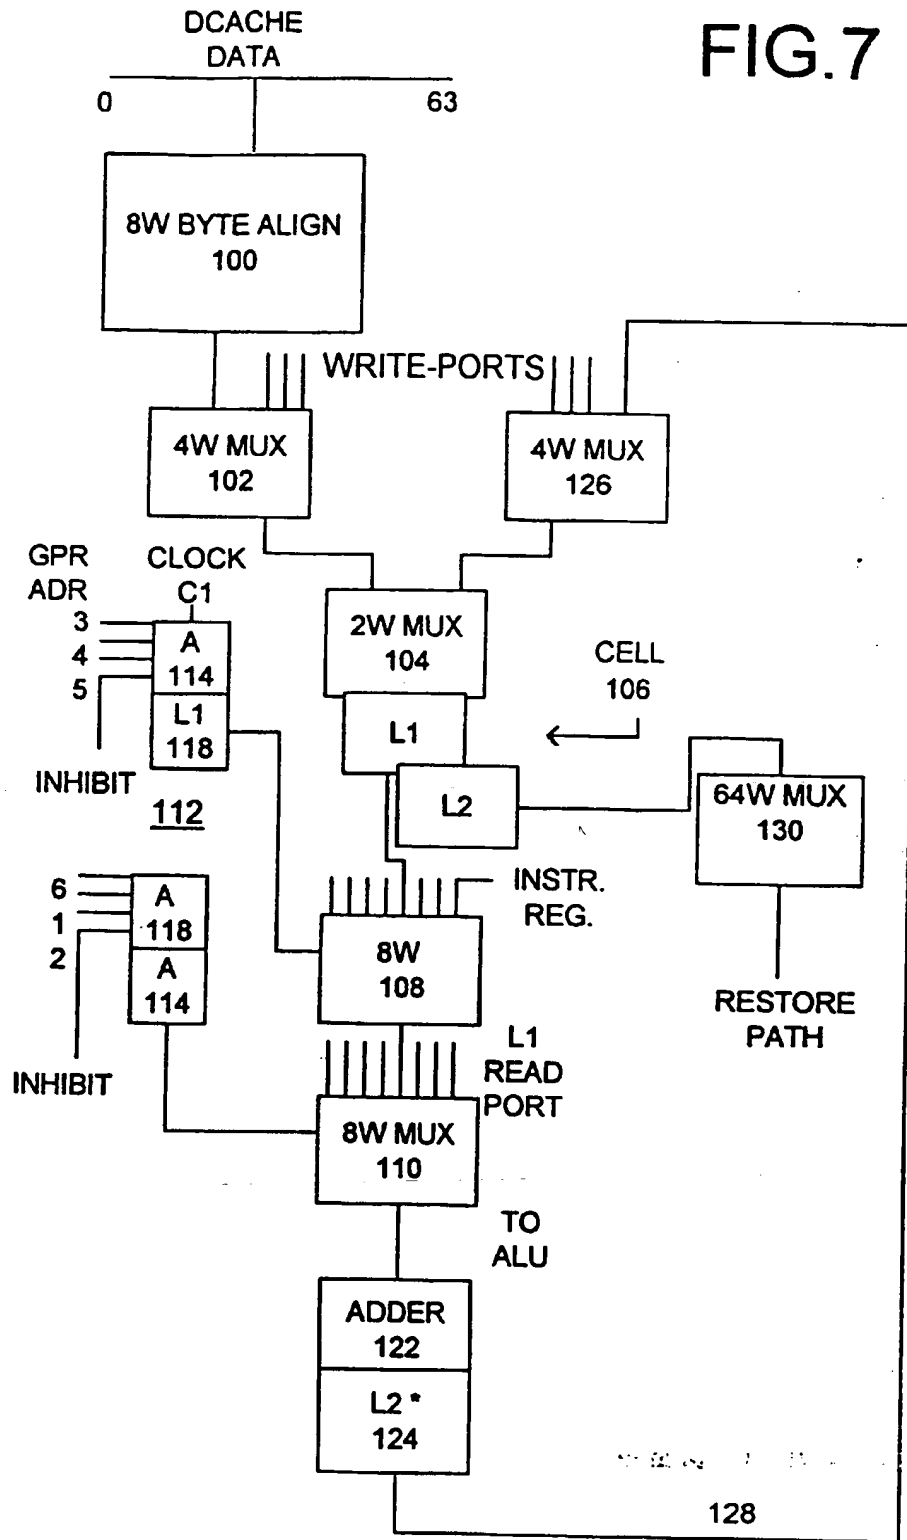 DCACHE
DATA
FIG.7
0
63
8W BYTE ALIGN
100
WRITE-PORTS
4W MUX
102
4W MUX
126
GPR
ADR
CLOCK
C1
3
4
5
A
114
L1
118
INHIBIT
112
2W MUX
104
L1
L2
CELL
106
64W MUX
130
RESTORE
PATH
6
1
2
A
118
A
114
INHIBIT
INSTR.
REG.
8W
108
L1
READ
PORT
8W MUX
110
TO
ALU
ADDER
122
L2 *
124
128